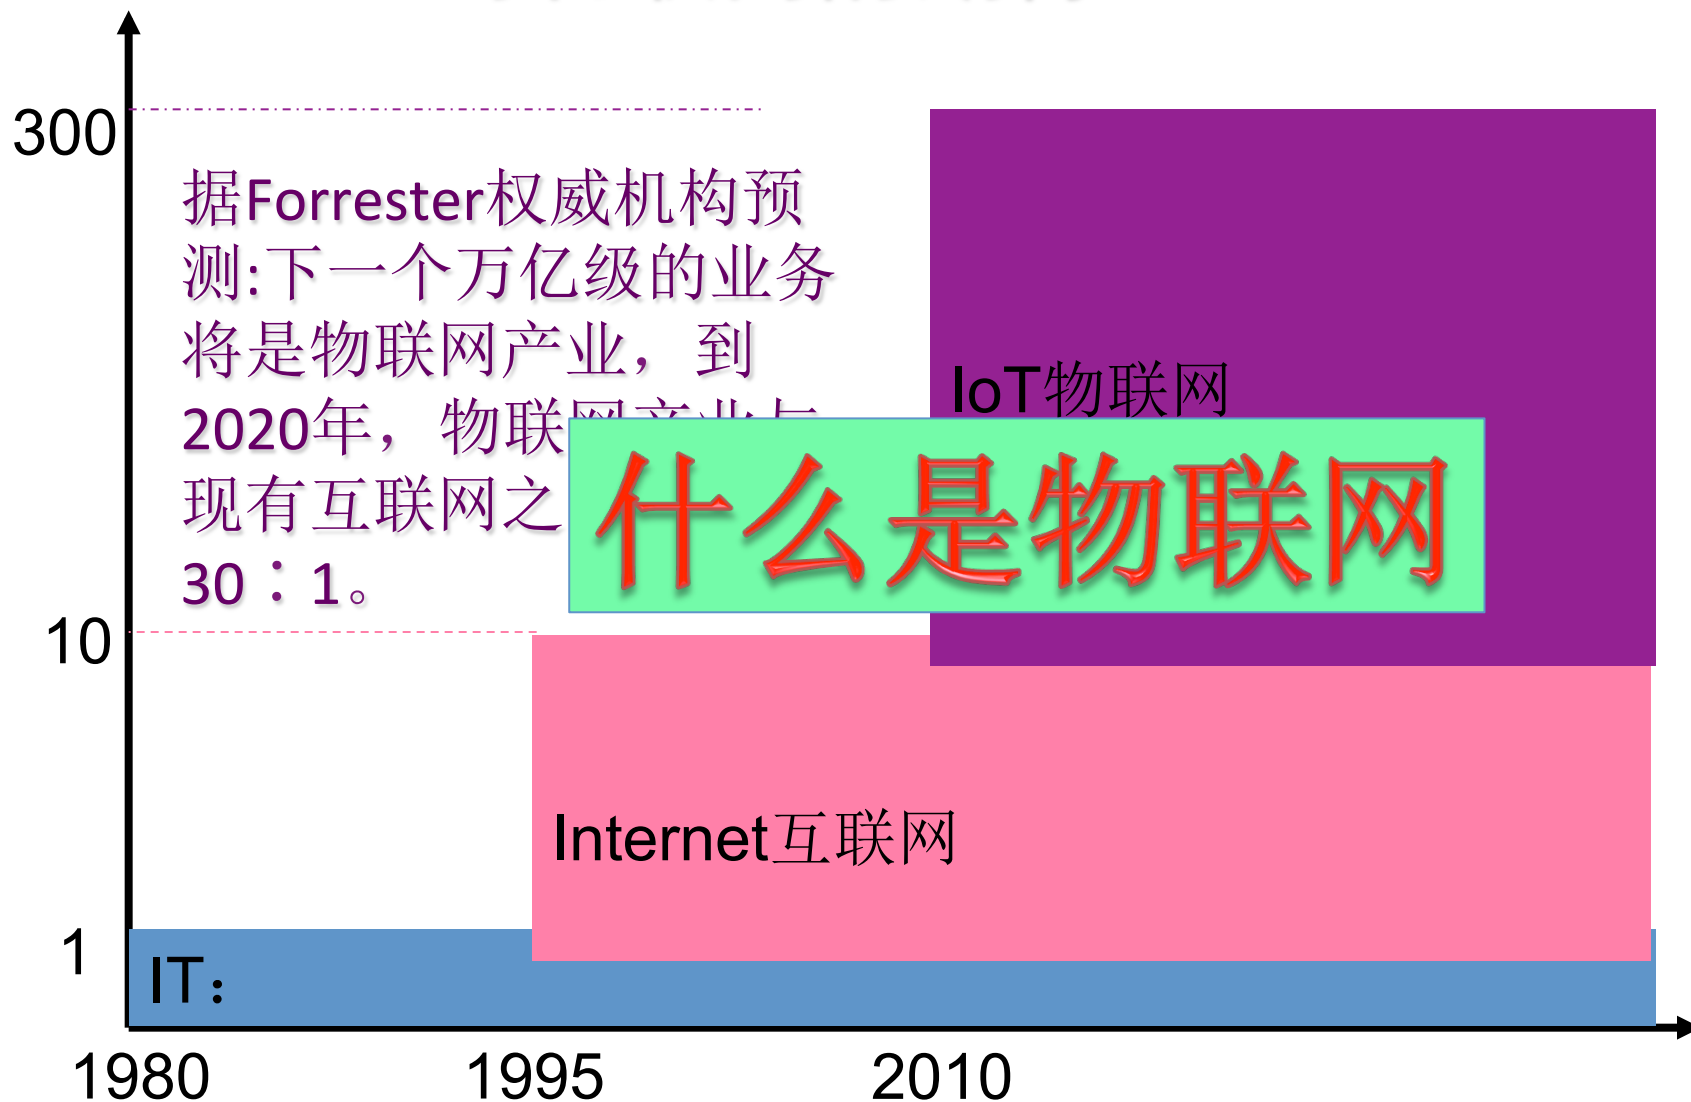 300
据Forrester权威机构预
测:下一个万亿级的业务
将是物联网产业，到
2020年，物联
现有互联网之
30：1。
IoT物联网
什么是物联网
10
Internet互联网
1
IT：
1980 1995 2010